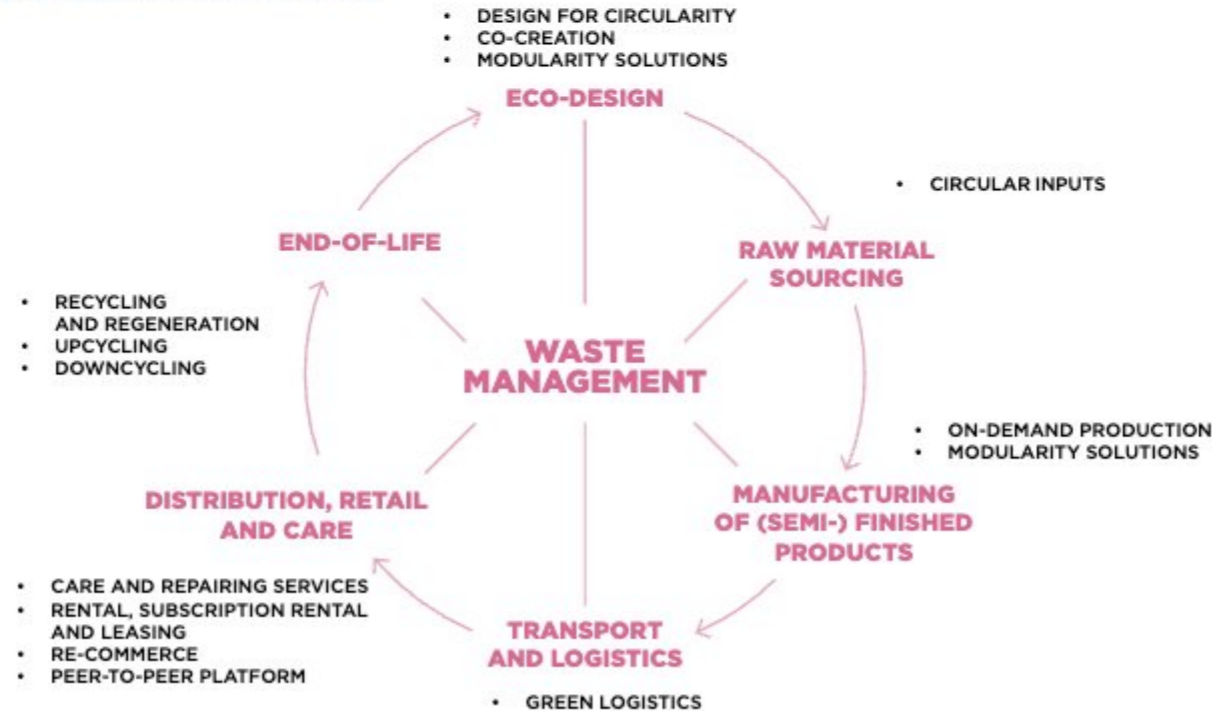 • DESIGN FOR CIRCULARITY
• CO-CREATION
• MODULARITY SOLUTIONS
ECO-DESIGN
• CIRCULAR INPUTS
RAW MATERIAL
SOURCING
• ON-DEMAND PRODUCTION
• MODULARITY SOLUTIONS
MANUFACTURING
OF (SEMI-) FINISHED
PRODUCTS
TRANSPORT
AND LOGISTICS
• GREEN LOGISTICS
DISTRIBUTION, RETAIL
AND CARE
• CARE AND REPAIRING SERVICES
• RENTAL, SUBSCRIPTION RENTAL
AND LEASING
• RE-COMMERCE
• PEER-TO-PEER PLATFORM
END-OF-LIFE
• RECYCLING
AND REGENERATION
• UPCYCLING
• DOWNCYCLING
WASTE
MANAGEMENT